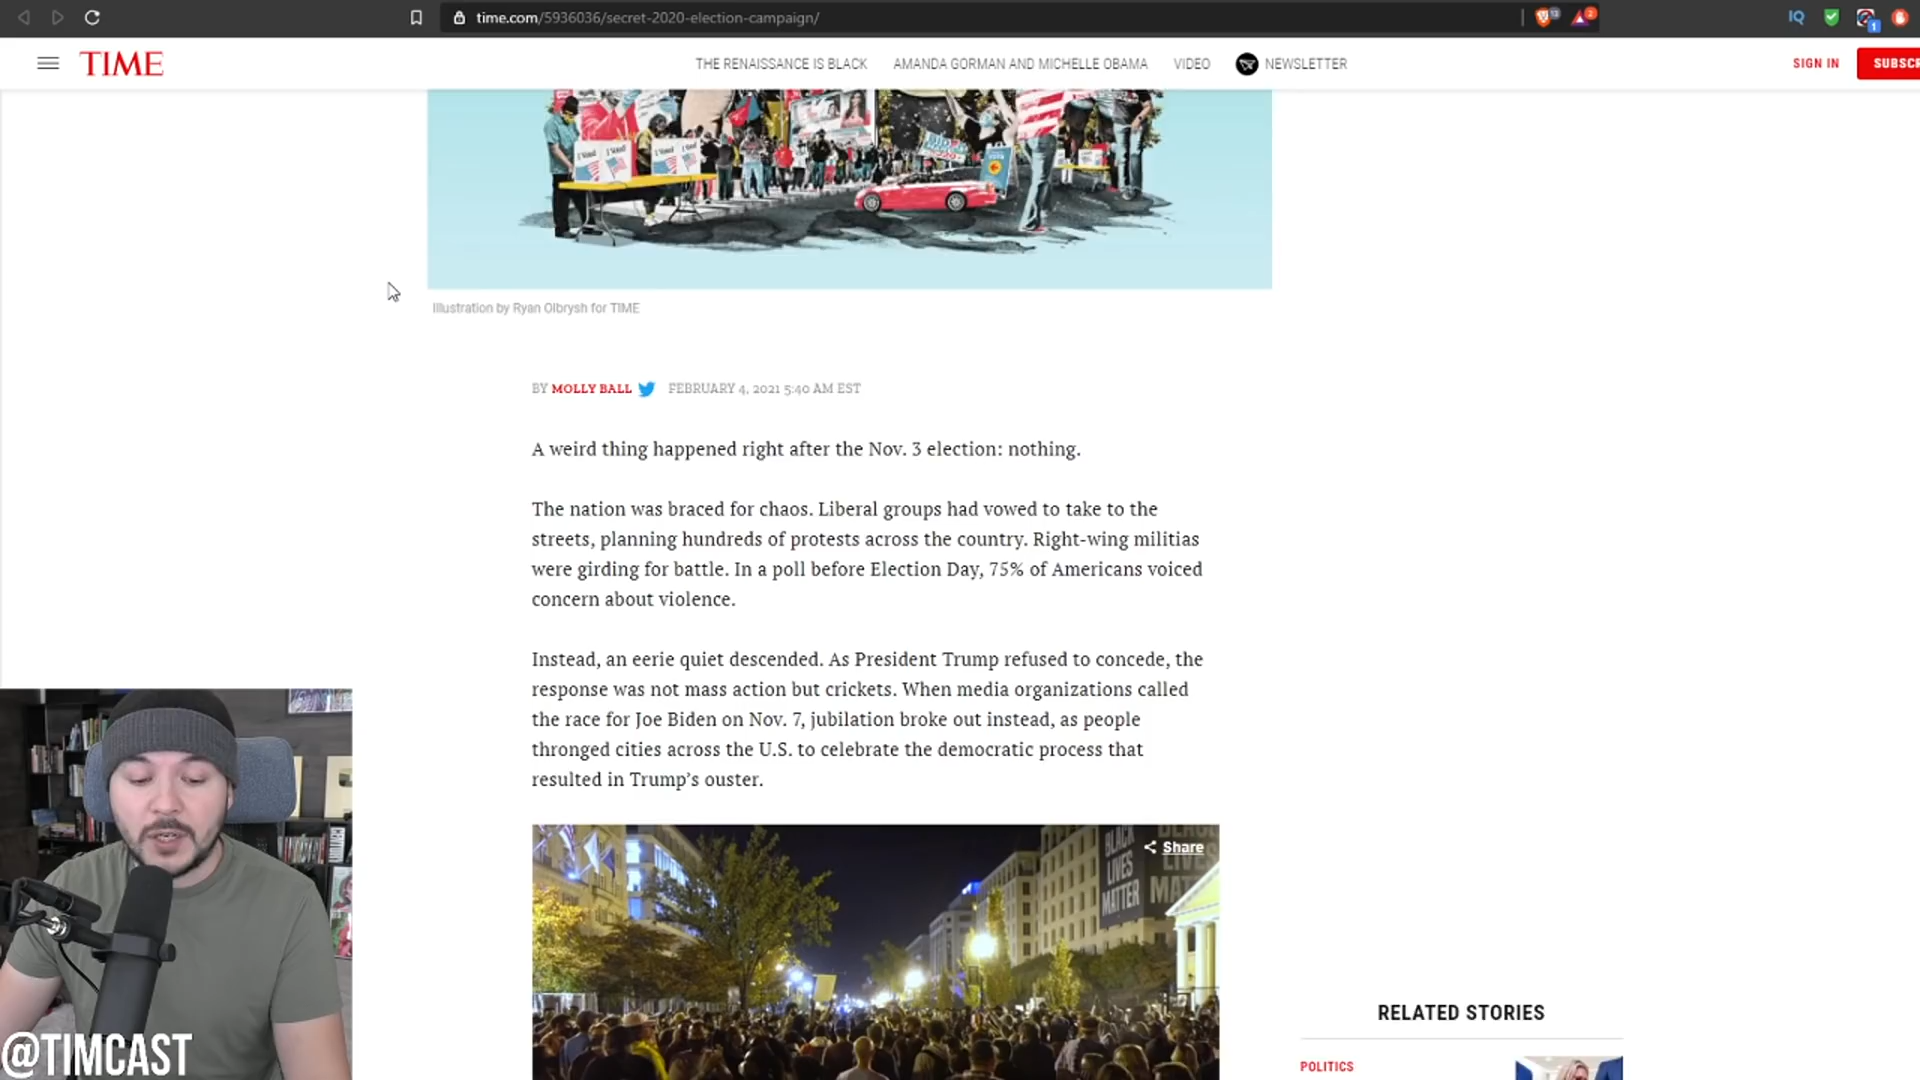 time.com/5936036/secret-2020-election-campaign/
13
2
IQ
1
TIME
THE RENAISSANCE IS BLACK
AMANDA GORMAN AND MICHELLE OBAMA
VIDEO
NEWSLETTER
SIGN IN
SUBSCR
I Voted
I Voted
Illustration by Ryan Olbrysh for TIME
BY MOLLY BALL FEBRUARY 4, 2021 5:40 AM EST
A weird thing happened right after the Nov. 3 election: nothing.
The nation was braced for chaos. Liberal groups had vowed to take to the
streets, planning hundreds of protests across the country. Right-wing militias
were girding for battle. In a poll before Election Day, 75% of Americans voiced
concern about violence.
Instead, an eerie quiet descended. As President Trump refused to concede, the
response was not mass action but crickets. When media organizations called
the race for Joe Biden on Nov. 7, jubilation broke out instead, as people
thronged cities across the U.S. to celebrate the democratic process that
resulted in Trump's ouster.
Share
BLACK
LIVES
MATTER
RELATED STORIES
POLITICS
@TIMCAST